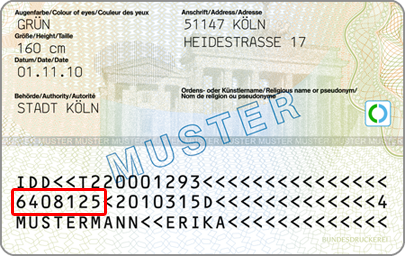 Augenfarbe/Colour of eyes/Couleur des yeux
GRÜN
Größe/Height/Taille
160 cm
Datum/Date/Date
01.11.10
Behörde/Authority/Autorité
STADT KÖLN
Anschrift/Address/Adresse
51147 KÖLN
HEIDESTRASSE 17
Ordens- oder Künstlername/Religious name or pseudonym/
Nom de religion ou pseudonyme
MUSTER
IDD<<T220001293<<<<<<<<<<<<<<<
6408125<2010315D<<<<<<<<<<<<<4
MUSTERMANN<<ERIKA<<<<<<<<<<<<<
BUNDESDRUCKEREI